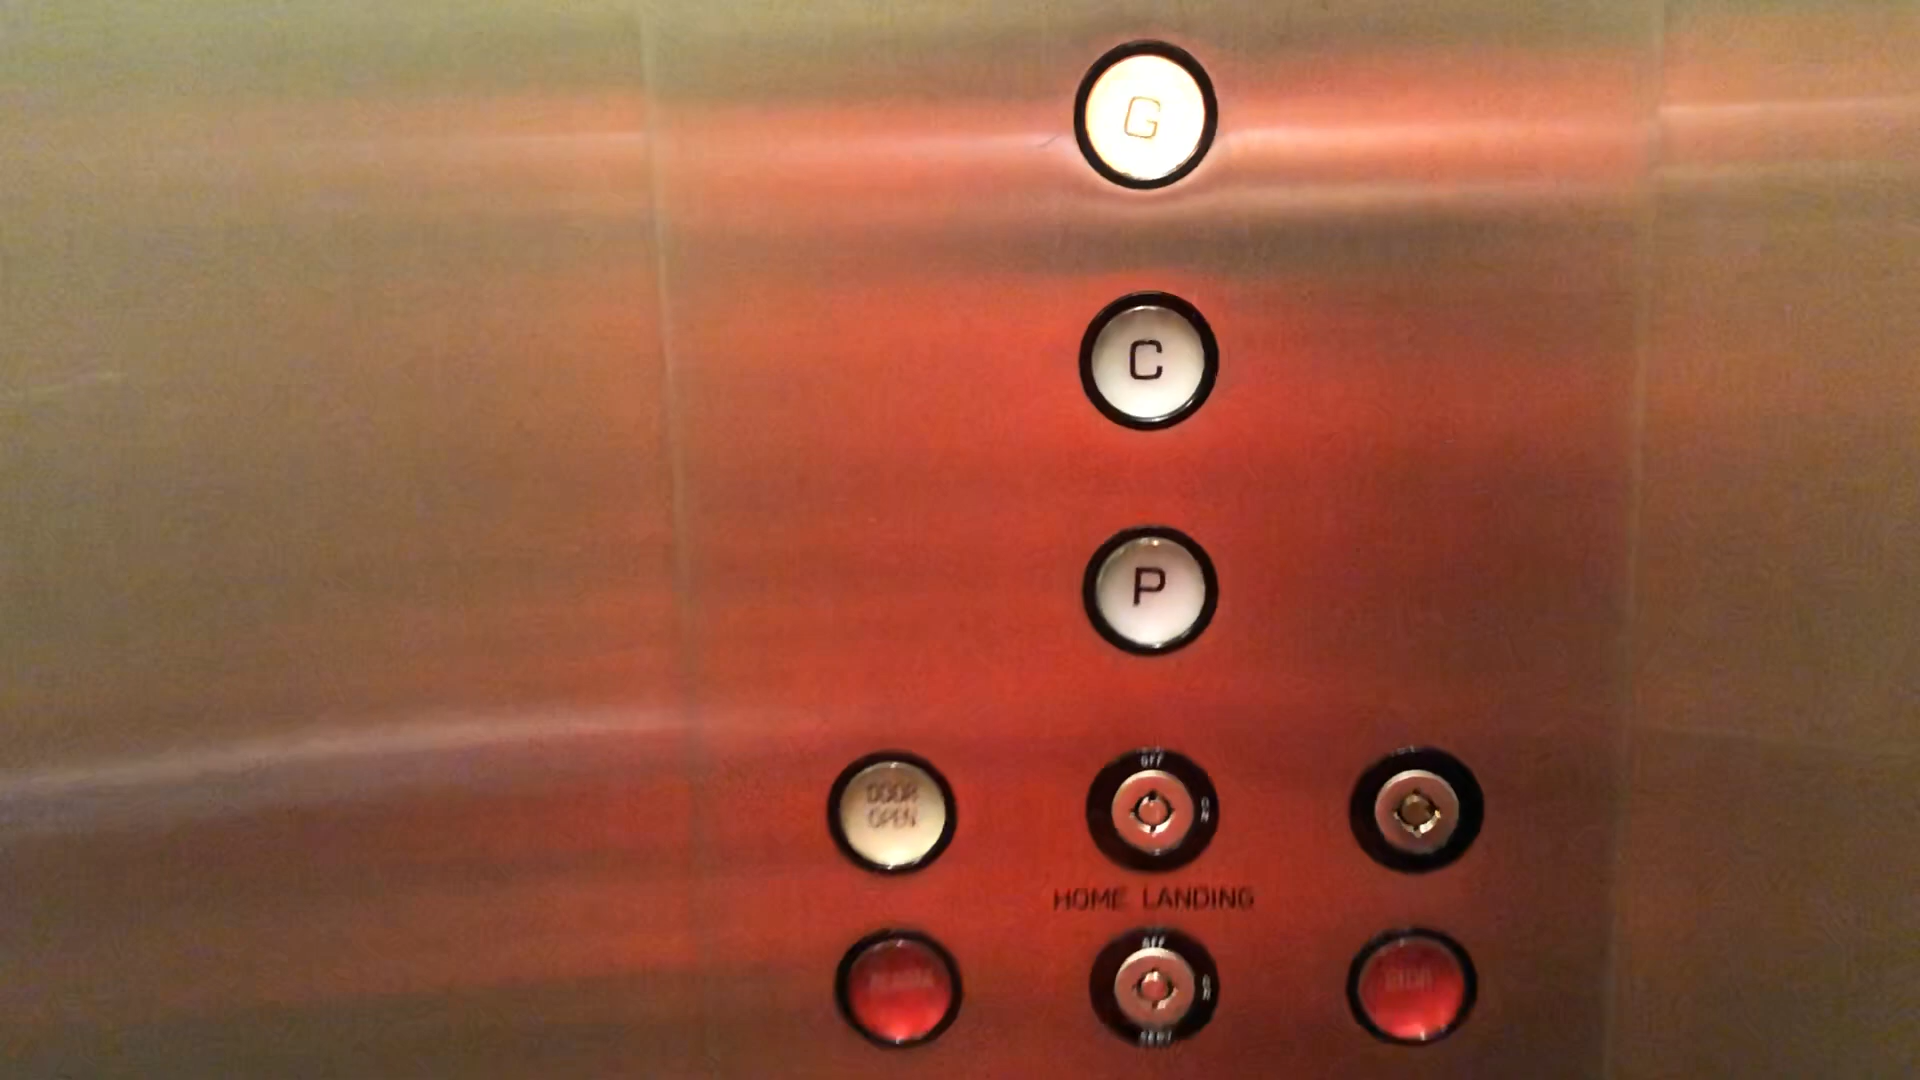 G
C
P
DOOR
OPEN
OFF
ON
HOME LANDING
OFF
ON
ALARM
STOP